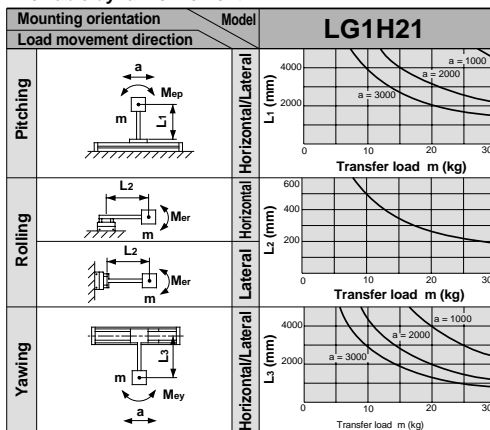 Mounting orientation
Model
Load movement direction
LG1H21
Pitching
a
Mep
m
L1
Horizontal/Lateral
L1 (mm)
4000
2000
0
10
20
30
a = 1000
a = 2000
a = 3000
Transfer load m (kg)
Rolling
L2
Mer
m
Horizontal
L2
Mer
m
Lateral
L2 (mm)
600
400
200
0
10
20
30
Transfer load m (kg)
Yawing
L3
m
Mey
a
Horizontal/Lateral
L3 (mm)
4000
2000
0
10
20
30
a = 1000
a = 2000
a = 3000
Transfer load m (kg)